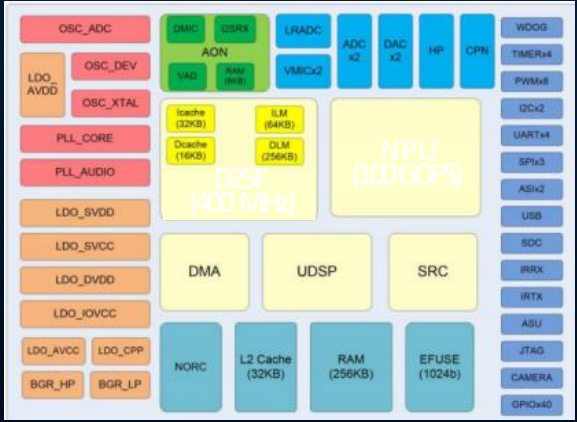 OSC_ADC
LDO_
AVDD
OSC_DEV
OSC_XTAL
PLL_CORE
PLL_AUDIO
LDO_SVDD
LDO_SVCC
LDO_DVDD
LDO_IOVCC
LDO_AVCC
LDO_CPP
BGR_HP
BGR_LP
DMIC
I2SRX
AON
VAD
RAM
(8KB)
LRADC
VMICx2
ADC
x2
DAC
x2
HP
CPN
Icache
(32KB)
ILM
(64KB)
Dcache
(16KB)
DLM
(256KB)
D25F
(400 MHz)
NPU
(100 GOPS)
DMA
UDSP
SRC
NORC
L2 Cache
(32KB)
RAM
(256KB)
EFUSE
(1024b)
WDOG
TIMERx4
PWMx8
I2Cx2
UARTx4
SPIx3
ASIx2
USB
SDC
IRRX
IRTX
ASU
JTAG
CAMERA
GPIOx40